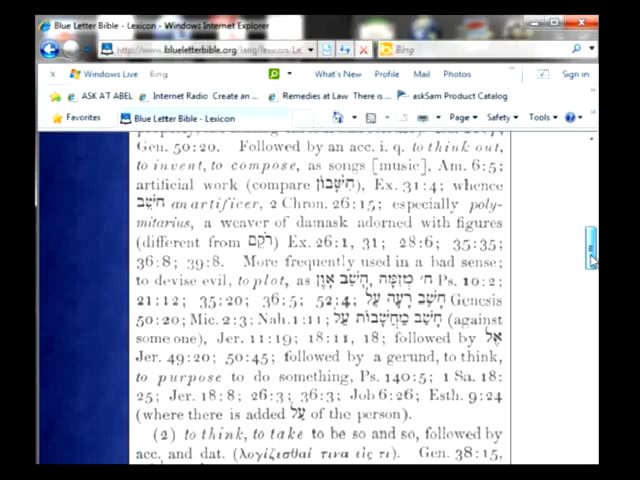 Blue Letter Bible - Lexicon - Windows Internet Explorer
http://www.blueletterbible.org/lang/lexicon/Le
Bing
Windows Live Bing What's New Profile Mail Photos Sign in
ASK AT ABEL Internet Radio Create an ... Remedies at Law There is ... askSam Product Catalog
Favorites Blue Letter Bible - Lexicon Page Safety Tools
Gen. 50:20. Followed by an acc. i. q. to think out,
to invent, to compose, as songs [music], Am. 6:5;
artificial work (compare חִשָּׁבוֹן), Ex. 31:4; whence
חשֵׁב an artificer, 2 Chron. 26:15; especially poly-
mitarius, a weaver of damask adorned with figures
(different from רֹקֵם) Ex. 26:1, 31; 28:6; 35:35;
36:8; 39:8. More frequently used in a bad sense;
to devise evil, to plot, as חָשַׁב אָוֶן, ח׳ מְזִמָּה Ps. 10:2;
21:12; 35:20; 36:5; 52:4; חָשַׁב רָעָה עַל Genesis
50:20; Mic. 2:3; Nah. 1:11; חָשַׁב מַחֲשָׁבוֹת עַל (against
some one), Jer. 11:19; 18:11, 18; followed by אֶל
Jer. 49:20; 50:45; followed by a gerund, to think,
to purpose to do something, Ps. 140:5; 1 Sa. 18:
25; Jer. 18:8; 26:3; 36:3; Job 6:26; Esth. 9:24
(where there is added עַל of the person).
(2) to think, to take to be so and so, followed by
acc. and dat. (λογίζεσθαί τινα εἰς τι). Gen. 38:15,